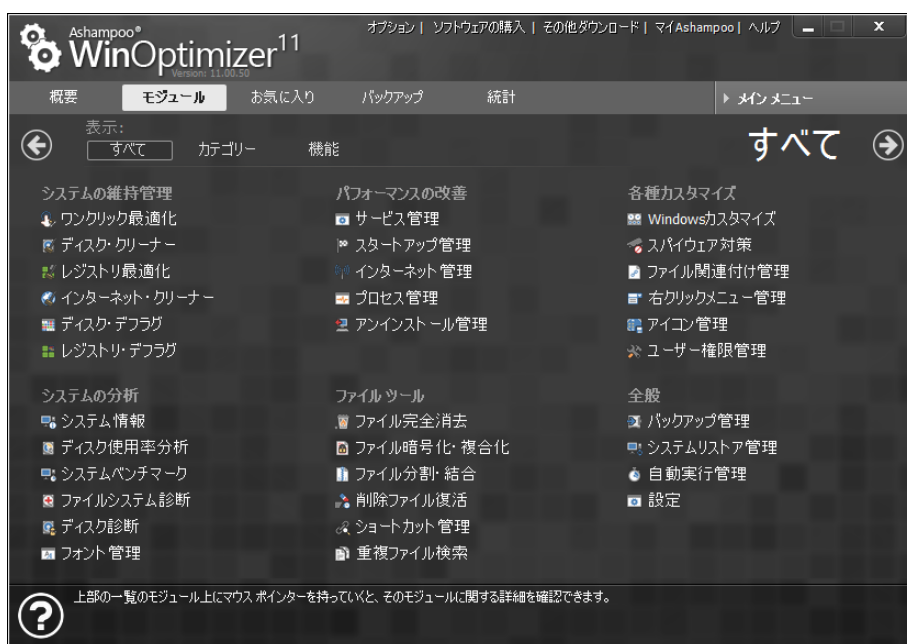 Ashampoo®
WinOptimizer11
Version: 11.00.50
オプション | ソフトウェアの購入 | その他ダウンロード | マイAshampoo | ヘルプ
概要 モジュール お気に入り バックアップ 統計 メイン メニュー
表示:
すべて カテゴリー 機能
すべて
システムの維持管理
ワンクリック最適化
ディスク・クリーナー
レジストリ最適化
インターネット・クリーナー
ディスク・デフラグ
レジストリ・デフラグ
パフォーマンスの改善
サービス管理
スタートアップ管理
インターネット管理
プロセス管理
アンインストール管理
各種カスタマイズ
Windowsカスタマイズ
スパイウェア対策
ファイル関連付け管理
右クリックメニュー管理
アイコン管理
ユーザー権限管理
システムの分析
システム情報
ディスク使用率分析
システムベンチマーク
ファイルシステム診断
ディスク診断
フォント管理
ファイル ツール
ファイル完全消去
ファイル暗号化・複合化
ファイル分割・結合
削除ファイル復活
ショートカット管理
重複ファイル検索
全般
バックアップ管理
システムリストア管理
自動実行管理
設定
上部の一覧のモジュール上にマウス ポインターを持っていくと、そのモジュールに関する詳細を確認できます。